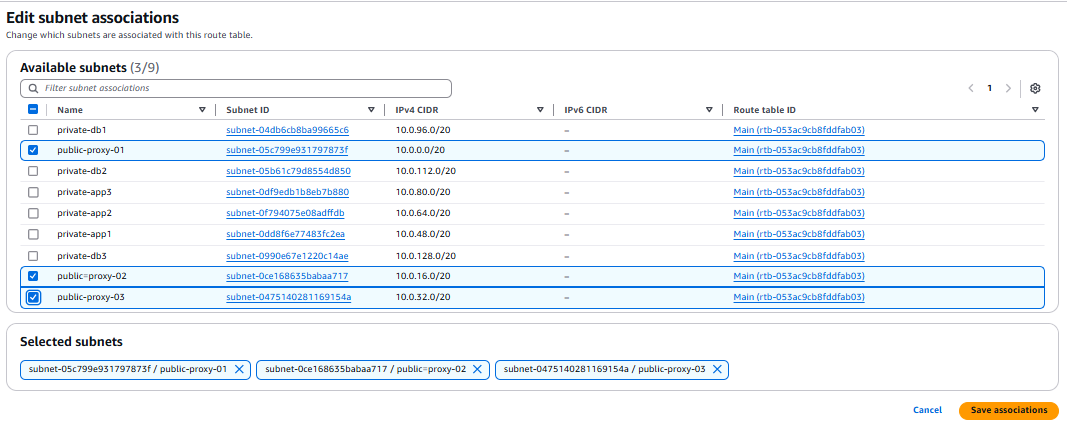 Edit subnet associations
Change which subnets are associated with this route table.
Available subnets (3/9)
Filter subnet associations
1
Name Subnet ID IPv4 CIDR IPv6 CIDR Route table ID
private-db1 subnet-04db6cb8ba99665c6 10.0.96.0/20 – Main (rtb-053ac9cb8fddfab03)
public-proxy-01 subnet-05c799e931797873f 10.0.0.0/20 – Main (rtb-053ac9cb8fddfab03)
private-db2 subnet-05b61c79d8554d850 10.0.112.0/20 – Main (rtb-053ac9cb8fddfab03)
private-app3 subnet-0df9edb1b8eb7b880 10.0.80.0/20 – Main (rtb-053ac9cb8fddfab03)
private-app2 subnet-0f794075e08adffdb 10.0.64.0/20 – Main (rtb-053ac9cb8fddfab03)
private-app1 subnet-0dd8f6e77483fc2ea 10.0.48.0/20 – Main (rtb-053ac9cb8fddfab03)
private-db3 subnet-0990e67e1220c14ae 10.0.128.0/20 – Main (rtb-053ac9cb8fddfab03)
public=proxy-02 subnet-0ce168635babaa717 10.0.16.0/20 – Main (rtb-053ac9cb8fddfab03)
public-proxy-03 subnet-0475140281169154a 10.0.32.0/20 – Main (rtb-053ac9cb8fddfab03)
Selected subnets
subnet-05c799e931797873f / public-proxy-01 subnet-0ce168635babaa717 / public=proxy-02 subnet-0475140281169154a / public-proxy-03
Cancel Save associations